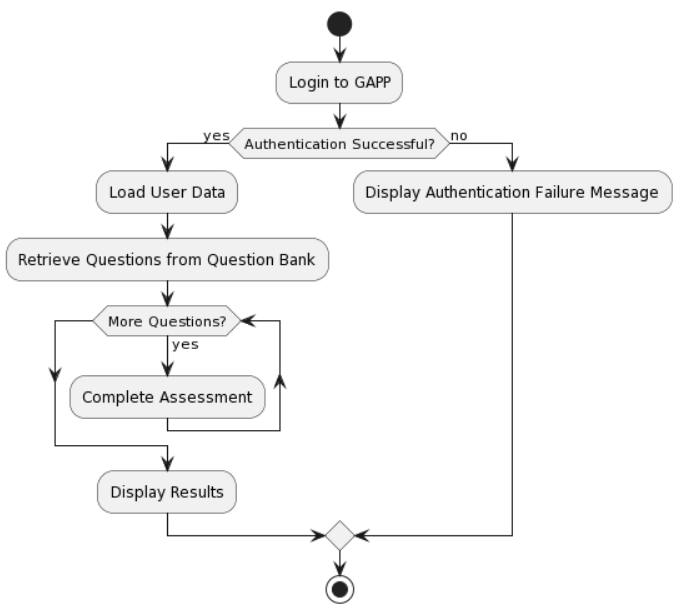 Login to GAPP
yes
Authentication Successful?
no
Load User Data
Display Authentication Failure Message
Retrieve Questions from Question Bank
More Questions?
yes
Complete Assessment
Display Results